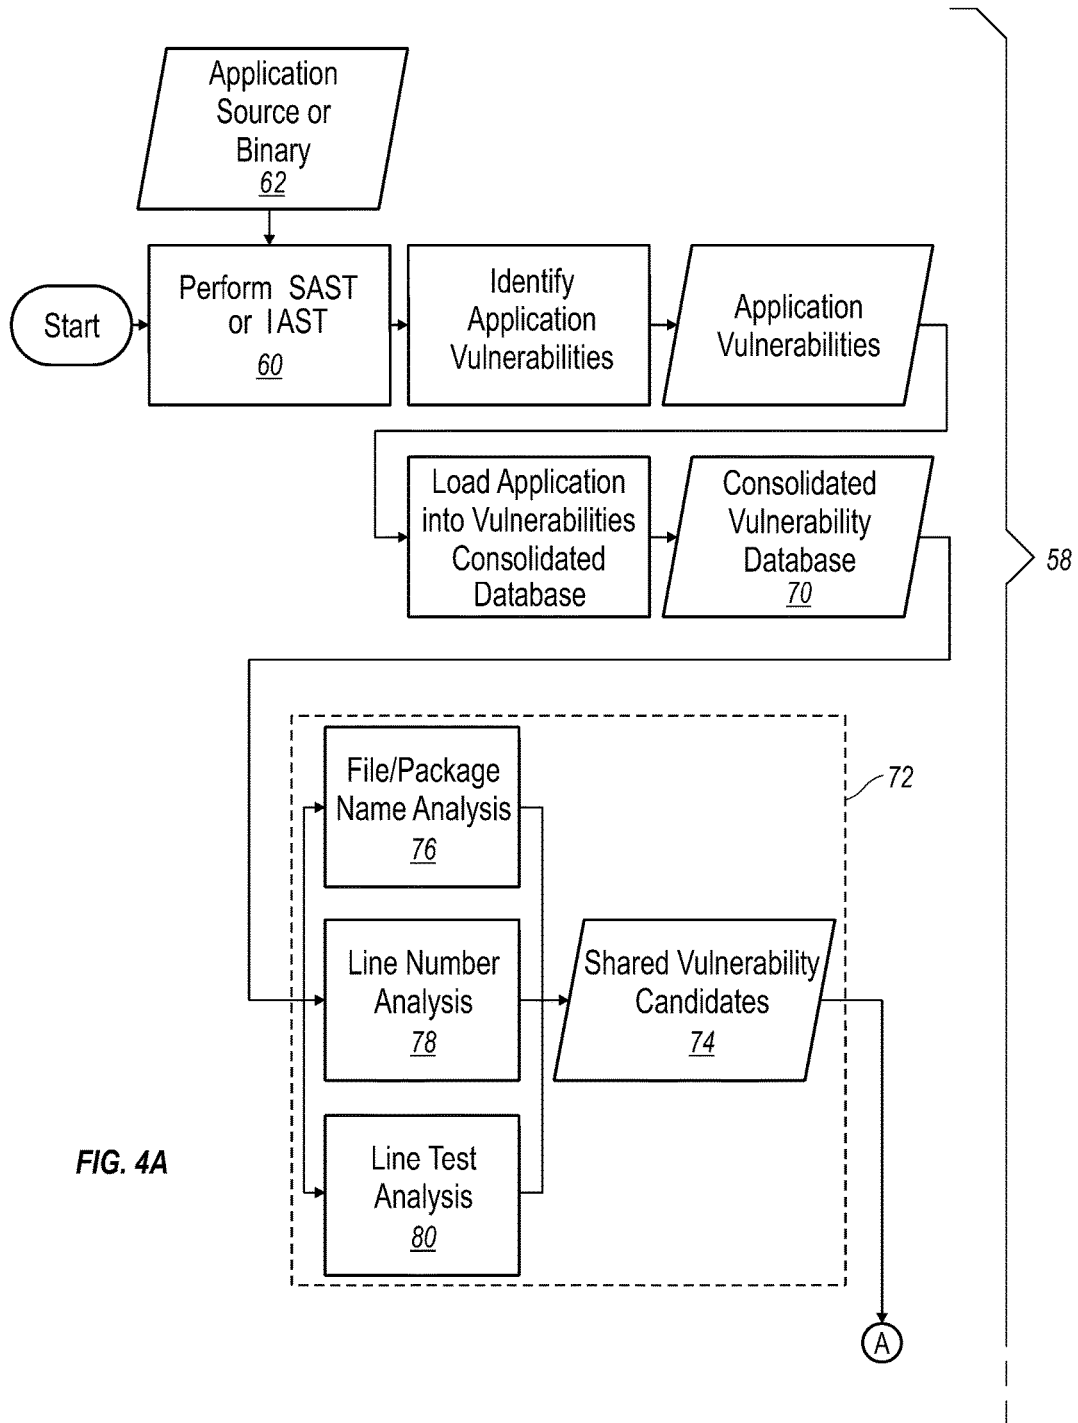 Application
Source or
Binary
62
Start
Perform SAST
or IAST
60
Identify
Application
Vulnerabilities
Application
Vulnerabilities
Load Application
into Vulnerabilities
Consolidated
Database
Consolidated
Vulnerability
Database
70
58
File/Package
Name Analysis
76
72
Line Number
Analysis
78
Shared Vulnerability
Candidates
74
Line Test
Analysis
80
FIG. 4A
A